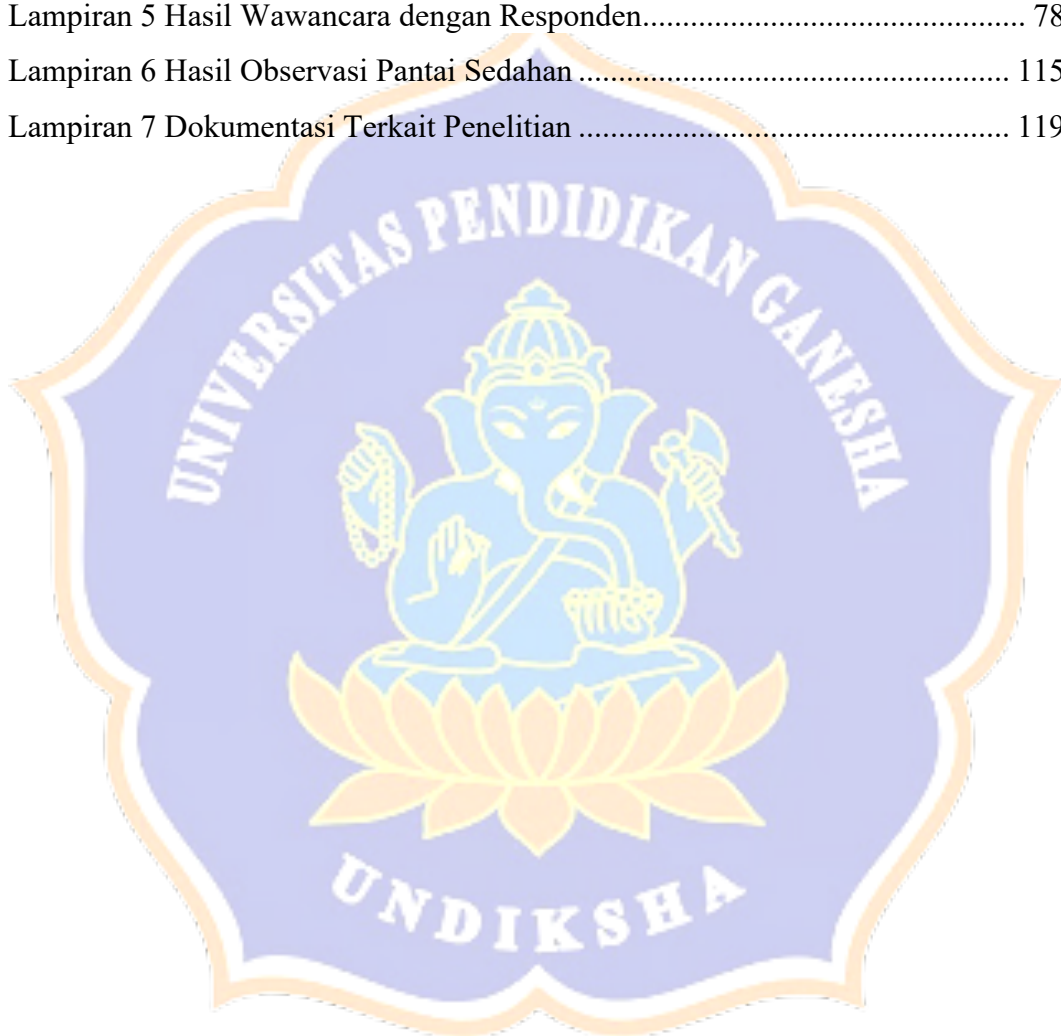 Lampiran 5 Hasil Wawancara dengan Responden................................................ 78
Lampiran 6 Hasil Observasi Pantai Sedahan ...................................................... 115
Lampiran 7 Dokumentasi Terkait Penelitian ...................................................... 119
UNIVERSITAS PENDIDIKAN GANESHA
UNDIKSHA